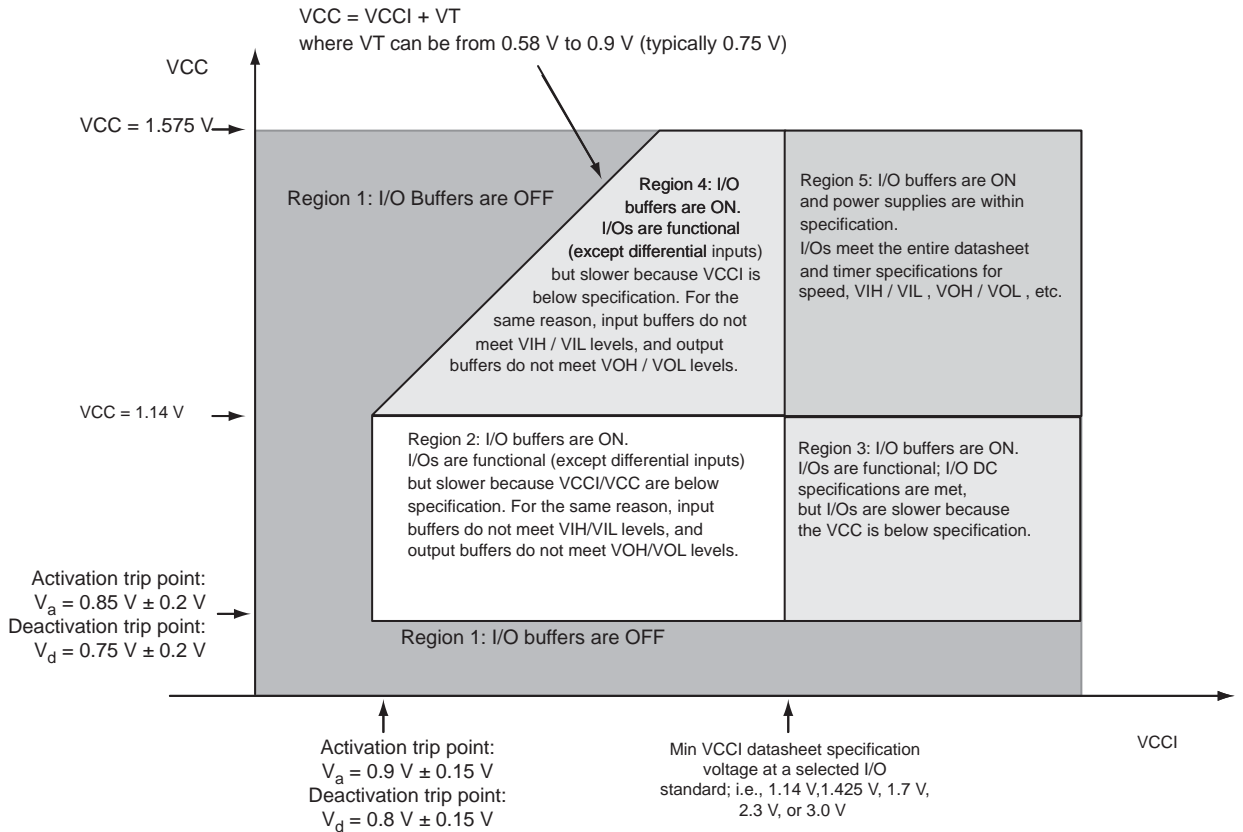 VCC = VCCI + VT
where VT can be from 0.58 V to 0.9 V (typically 0.75 V)
VCC
VCC = 1.575 V
Region 1: I/O Buffers are OFF
Region 4: I/O
buffers are ON.
I/Os are functional
(except differential inputs)
but slower because VCCI is
below specification. For the
same reason, input buffers do not
meet VIH / VIL levels, and output
buffers do not meet VOH / VOL levels.
Region 5: I/O buffers are ON
and power supplies are within
specification.
I/Os meet the entire datasheet
and timer specifications for
speed, VIH / VIL , VOH / VOL , etc.
VCC = 1.14 V
Region 2: I/O buffers are ON.
I/Os are functional (except differential inputs)
but slower because VCCI/VCC are below
specification. For the same reason, input
buffers do not meet VIH/VIL levels, and
output buffers do not meet VOH/VOL levels.
Region 3: I/O buffers are ON.
I/Os are functional; I/O DC
specifications are met,
but I/Os are slower because
the VCC is below specification.
Activation trip point:
Va = 0.85 V ± 0.2 V
Deactivation trip point:
Vd = 0.75 V ± 0.2 V
Region 1: I/O buffers are OFF
Activation trip point:
Va = 0.9 V ± 0.15 V
Deactivation trip point:
Vd = 0.8 V ± 0.15 V
Min VCCI datasheet specification
voltage at a selected I/O
standard; i.e., 1.14 V,1.425 V, 1.7 V,
2.3 V, or 3.0 V
VCCI